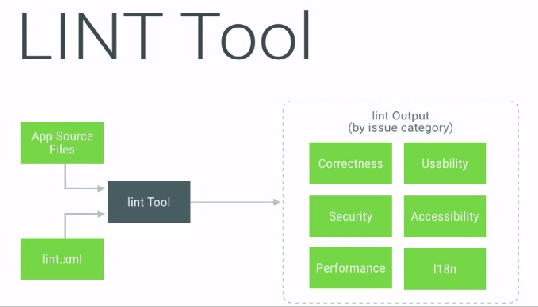 LINT Tool
App Source
Files
lint Tool
lint.xml
lint Output
(by issue category)
Correctness
Usability
Security
Accessibility
Performance
I18n